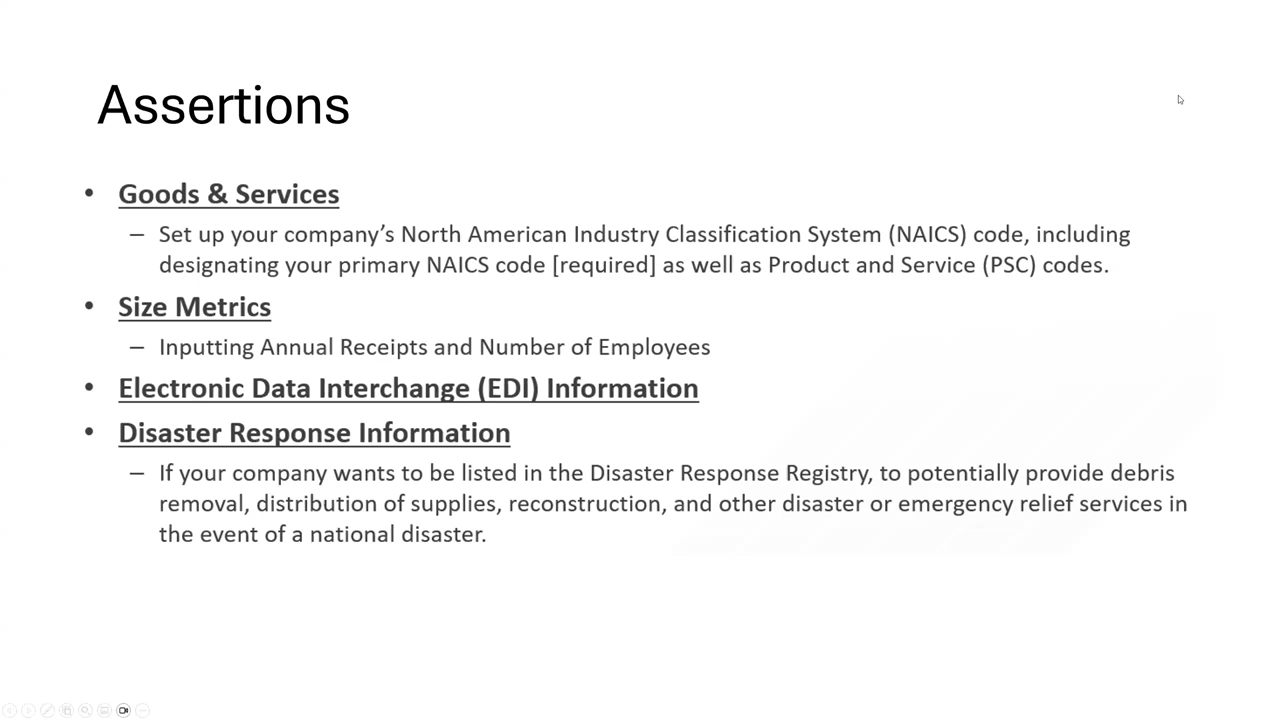 Assertions
• Goods & Services
– Set up your company’s North American Industry Classification System (NAICS) code, including
designating your primary NAICS code [required] as well as Product and Service (PSC) codes.
• Size Metrics
– Inputting Annual Receipts and Number of Employees
• Electronic Data Interchange (EDI) Information
• Disaster Response Information
– If your company wants to be listed in the Disaster Response Registry, to potentially provide debris
removal, distribution of supplies, reconstruction, and other disaster or emergency relief services in
the event of a national disaster.